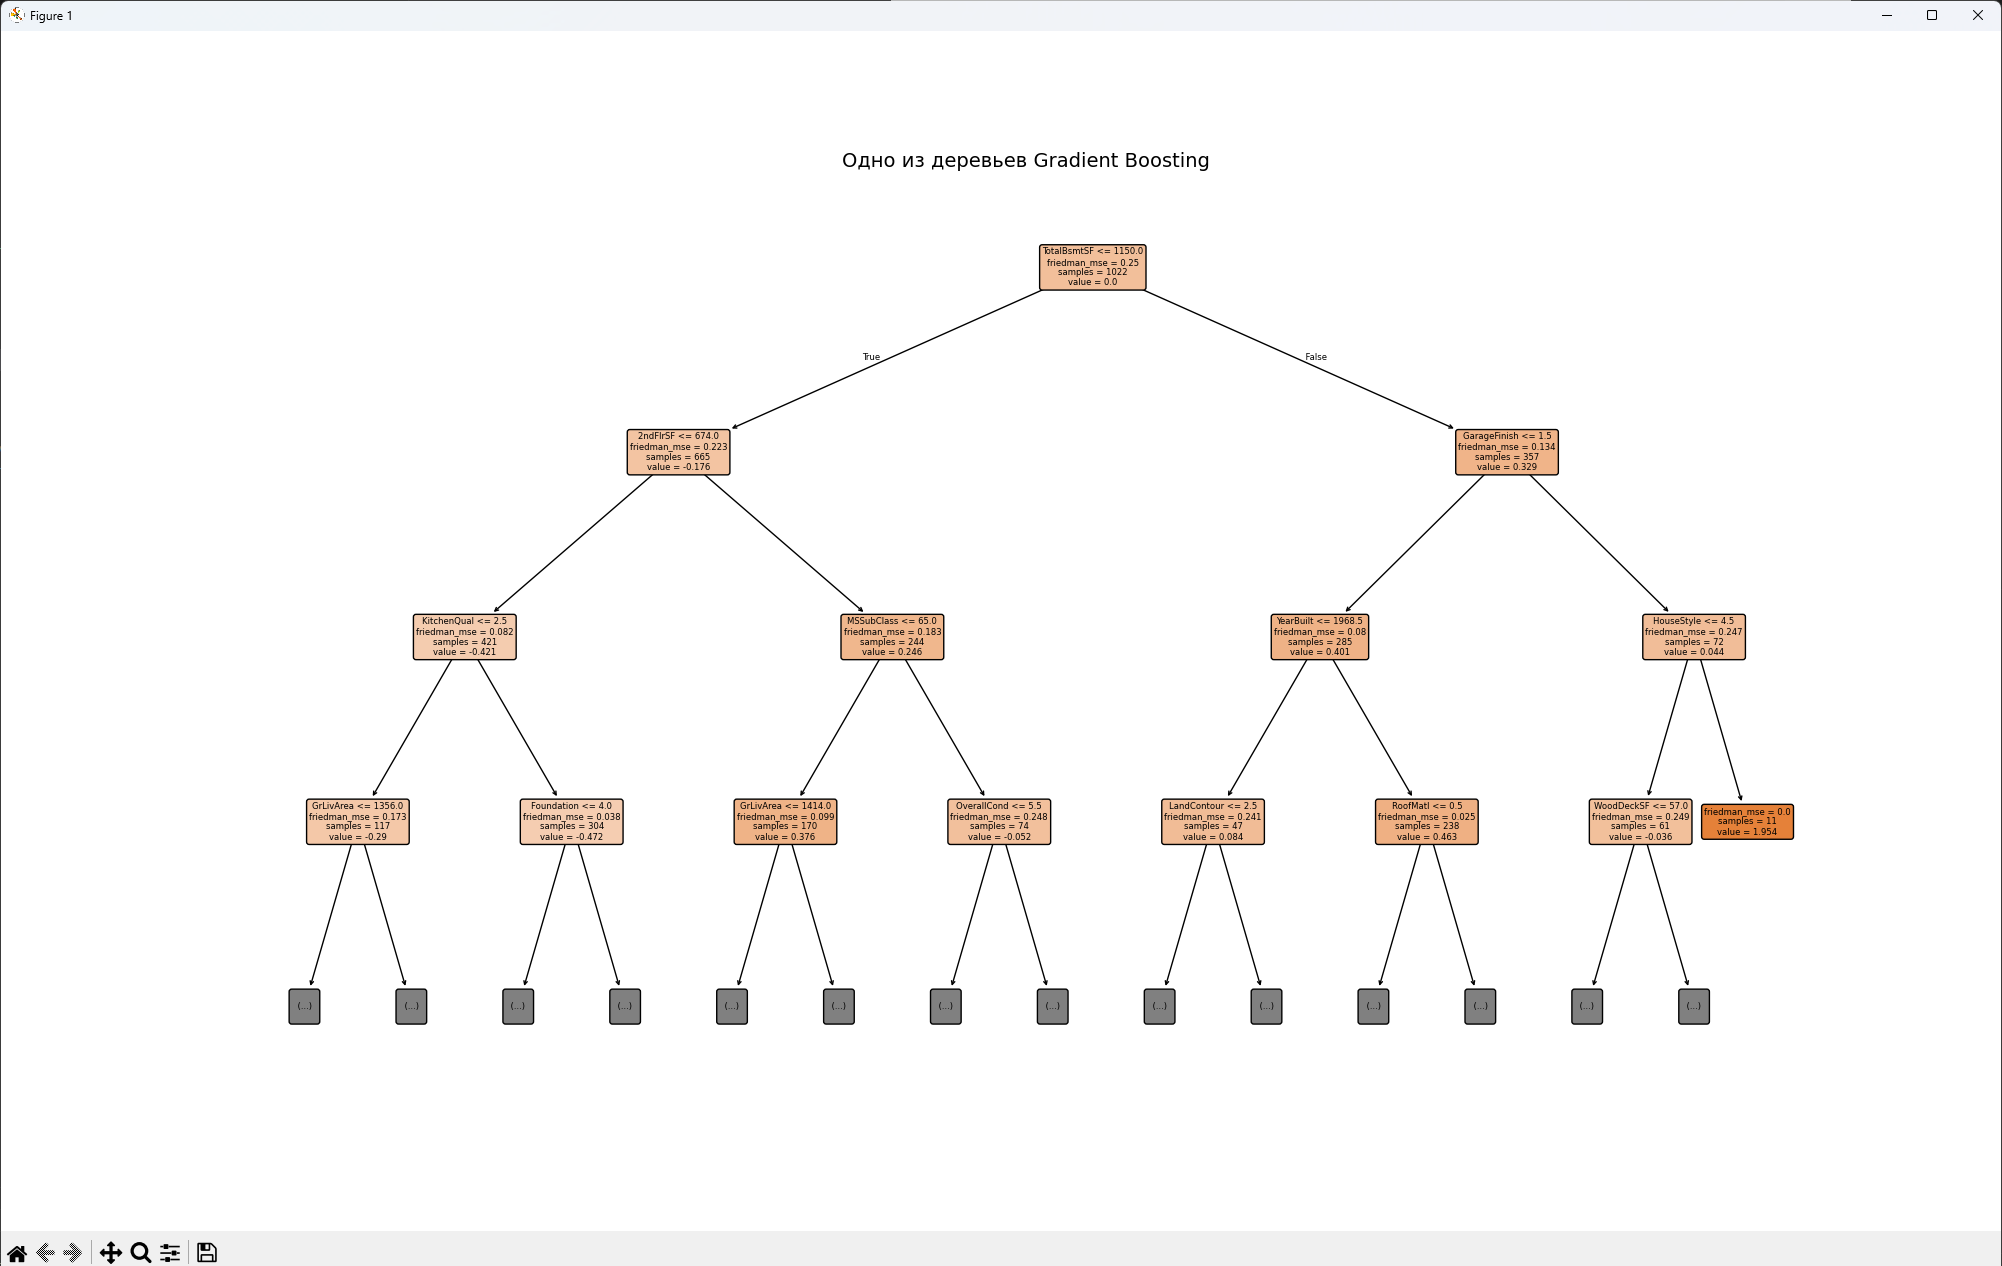 Figure 1
Одно из деревьев Gradient Boosting
TotalBsmtSF <= 1150.0
friedman_mse = 0.25
samples = 1022
value = 0.0
True
False
2ndFlrSF <= 674.0
friedman_mse = 0.223
samples = 665
value = -0.176
GarageFinish <= 1.5
friedman_mse = 0.134
samples = 357
value = 0.329
KitchenQual <= 2.5
friedman_mse = 0.082
samples = 421
value = -0.421
MSSubClass <= 65.0
friedman_mse = 0.183
samples = 244
value = 0.246
YearBuilt <= 1968.5
friedman_mse = 0.08
samples = 285
value = 0.401
HouseStyle <= 4.5
friedman_mse = 0.247
samples = 72
value = 0.044
GrLivArea <= 1356.0
friedman_mse = 0.173
samples = 117
value = -0.29
Foundation <= 4.0
friedman_mse = 0.038
samples = 304
value = -0.472
GrLivArea <= 1414.0
friedman_mse = 0.099
samples = 170
value = 0.376
OverallCond <= 5.5
friedman_mse = 0.248
samples = 74
value = -0.052
LandContour <= 2.5
friedman_mse = 0.241
samples = 47
value = 0.084
RoofMatl <= 0.5
friedman_mse = 0.025
samples = 238
value = 0.463
WoodDeckSF <= 57.0
friedman_mse = 0.249
samples = 61
value = -0.036
friedman_mse = 0.0
samples = 11
value = 1.954
(...)
(...)
(...)
(...)
(...)
(...)
(...)
(...)
(...)
(...)
(...)
(...)
(...)
(...)